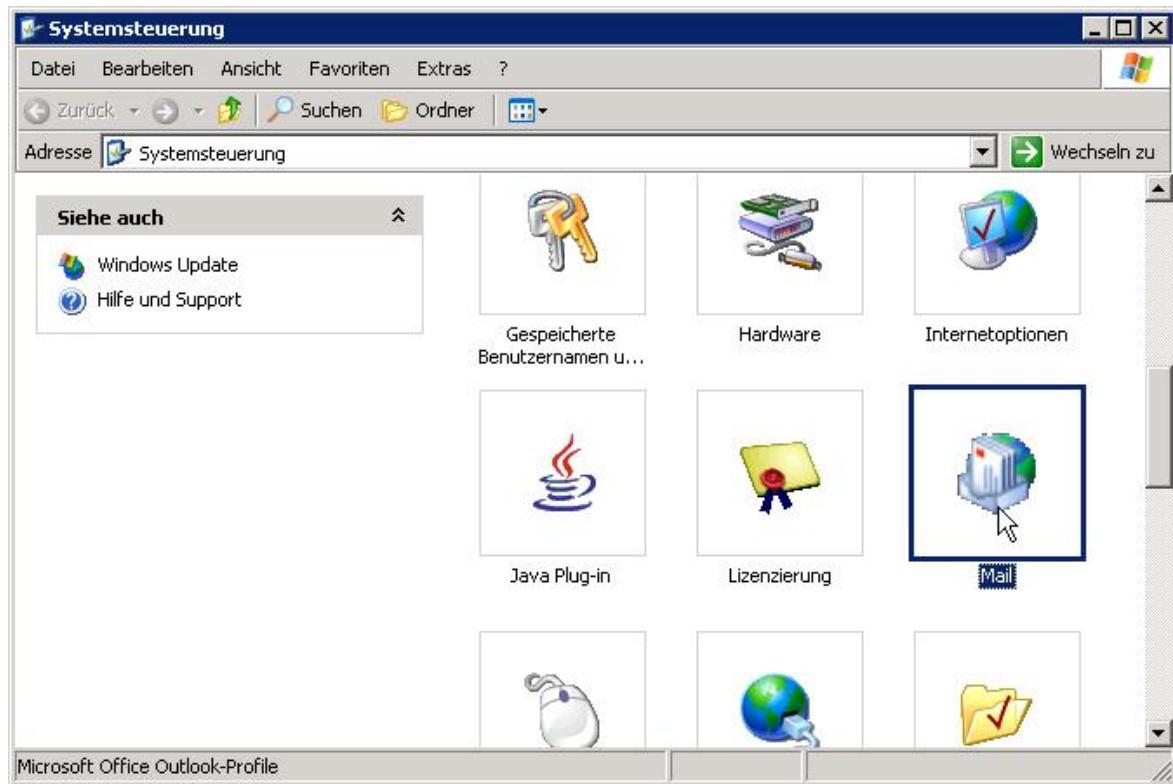 Systemsteuerung
Datei Bearbeiten Ansicht Favoriten Extras ?
Zurück Suchen Ordner
Adresse Systemsteuerung Wechseln zu
Siehe auch
Windows Update
Hilfe und Support
Gespeicherte
Benutzernamen u...
Hardware
Internetoptionen
Java Plug-in
Lizenzierung
Mail
Microsoft Office Outlook-Profile